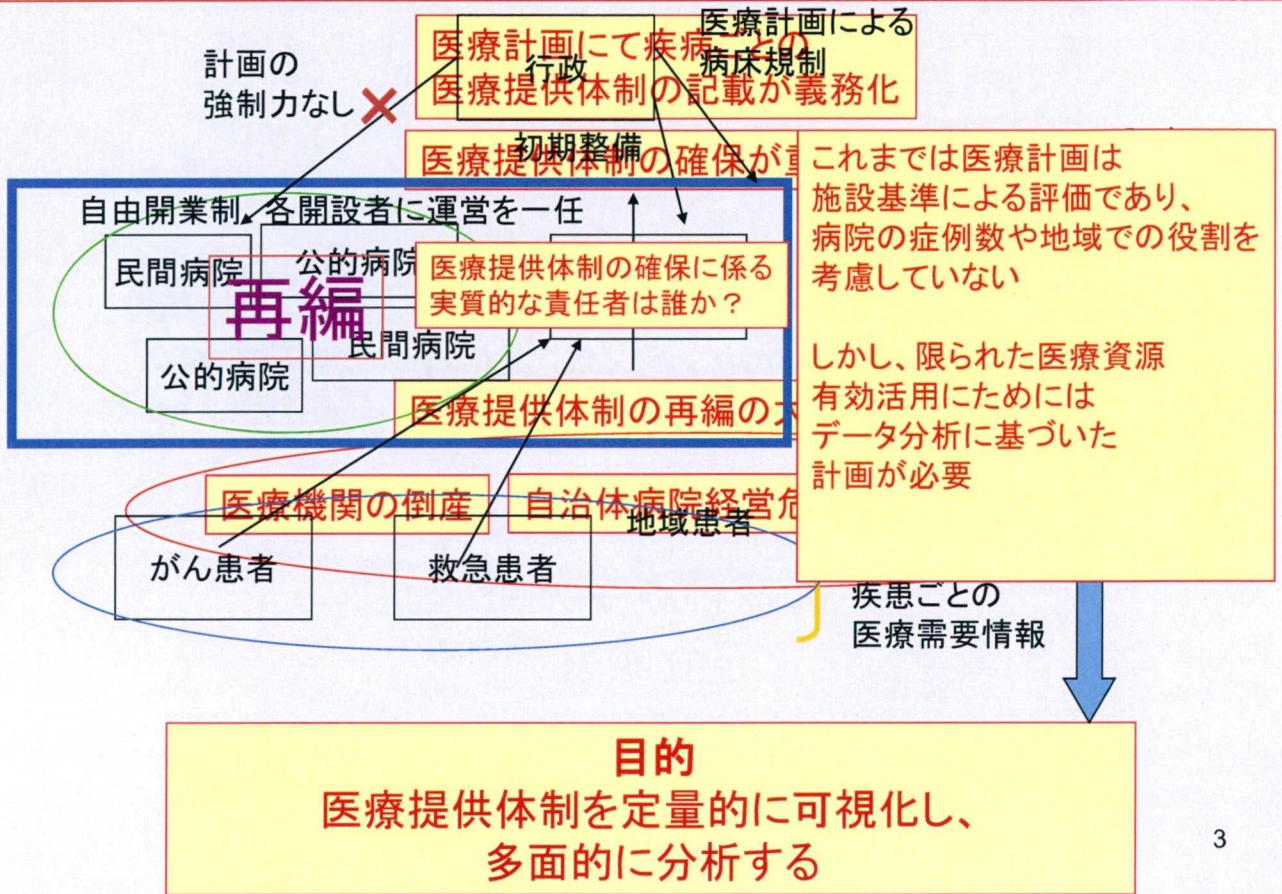 医療計画による
病床規制
医療計画にて疾病ごとの
医療提供体制の記載が義務化
行政
計画の
強制力なし
初期整備
医療提供体制の確保が重
これまでは医療計画は
施設基準による評価であり、
病院の症例数や地域での役割を
考慮していない
しかし、限られた医療資源
有効活用にためには
データ分析に基づいた
計画が必要
自由開業制、各開設者に運営を一任
民間病院
公的病院
医療提供体制の確保に係る
実質的な責任者は誰か？
再編
民間病院
公的病院
医療提供体制の再編の
医療機関の倒産
自治体病院経営危
地域患者
がん患者
救急患者
疾患ごとの
医療需要情報
目的
医療提供体制を定量的に可視化し、
多面的に分析する
3